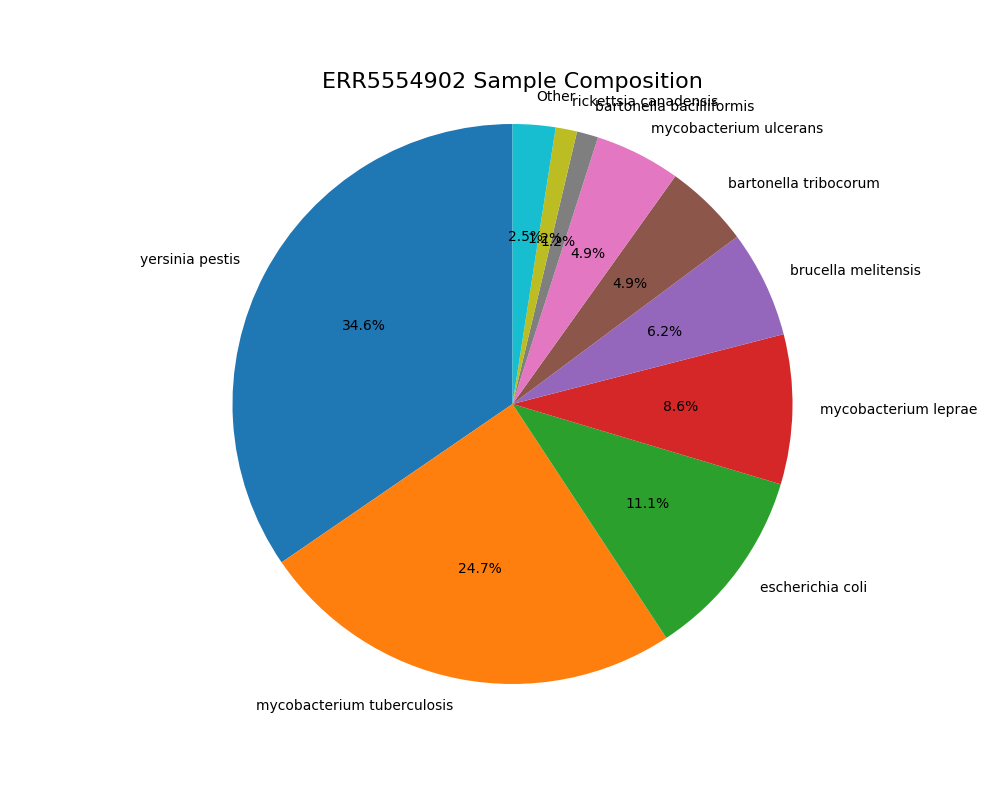 ERR5554902 Sample Composition
Other
rickettsia canadensis
bartonella bacilliformis
mycobacterium ulcerans
bartonella tribocorum
brucella melitensis
mycobacterium leprae
escherichia coli
mycobacterium tuberculosis
yersinia pestis
2.5%
1.2%
1.2%
4.9%
4.9%
6.2%
8.6%
11.1%
24.7%
34.6%